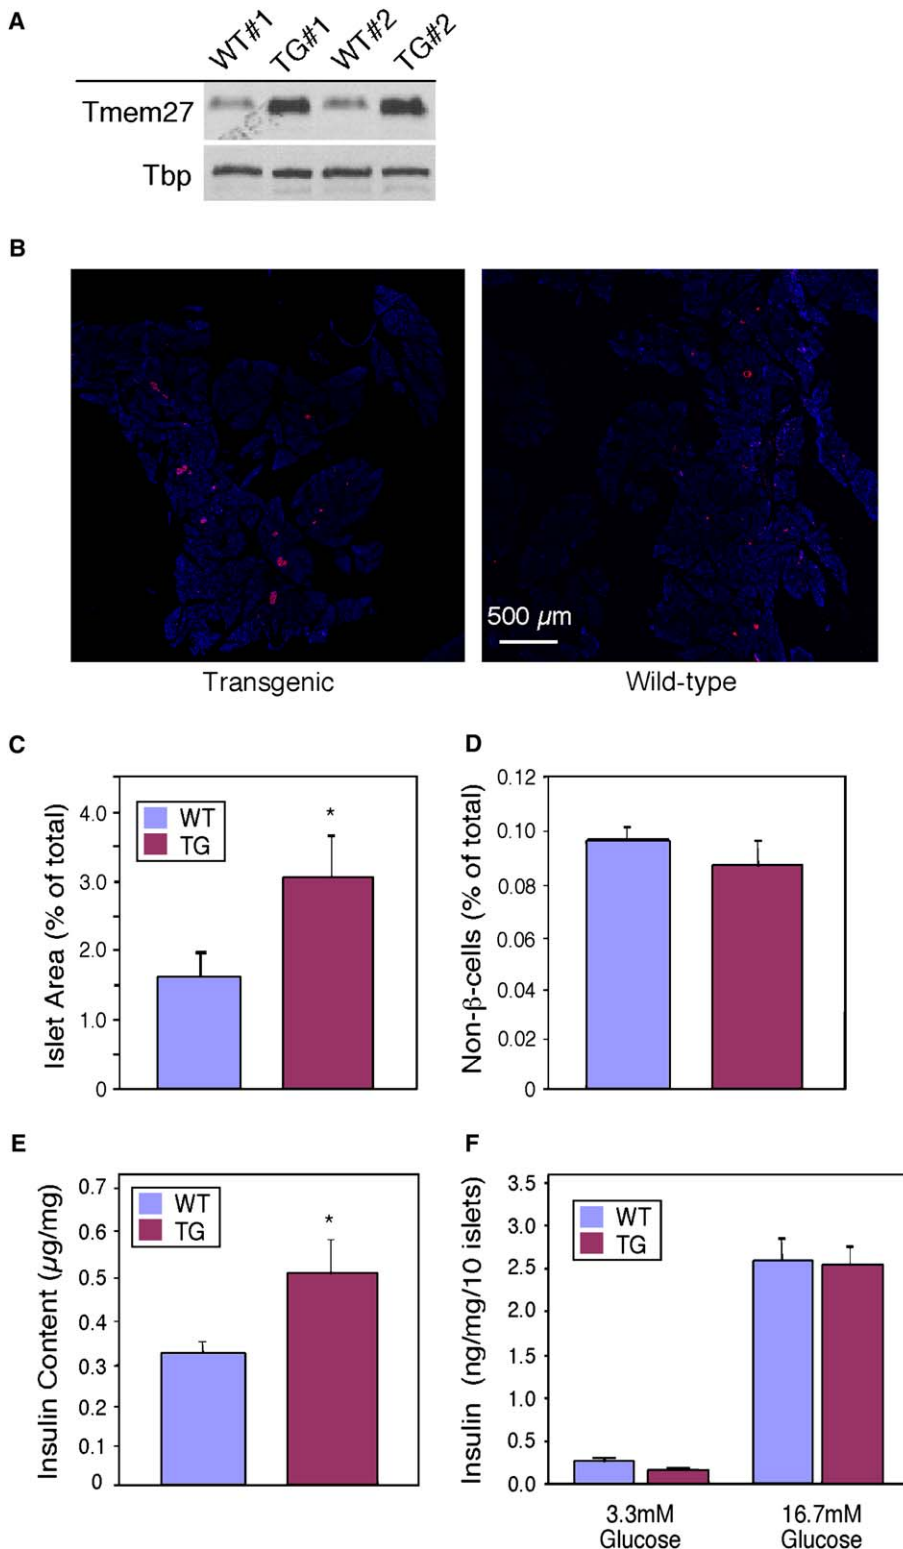 A
WT#1 TG#1 WT#2 TG#2
Tmem27
Tbp
B
500 µm
Transgenic
Wild-type
C
Islet Area (% of total)
4.0
3.0
2.0
1.0
0
WT
TG
*
D
Non-β-cells (% of total)
0.12
0.10
0.08
0.06
0.04
0.02
0
E
Insulin Content (µg/mg)
0.7
0.6
0.5
0.4
0.3
0.2
0.1
0
WT
TG
*
F
Insulin (ng/mg/10 islets)
3.5
3.0
2.5
2.0
1.5
1.0
0.5
0.0
WT
TG
3.3mM
Glucose
16.7mM
Glucose